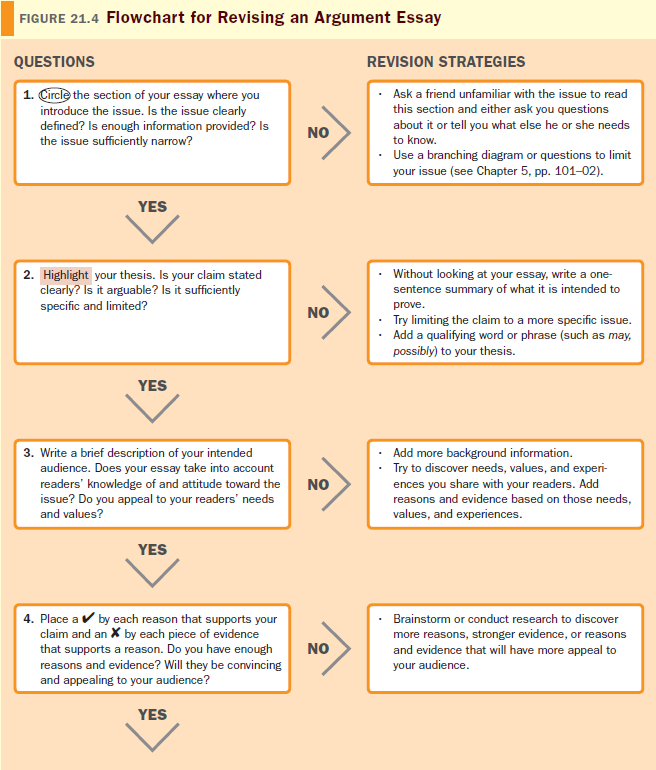 FIGURE 21.4 Flowchart for Revising an Argument Essay
QUESTIONS
REVISION STRATEGIES
1. Circle the section of your essay where you
introduce the issue. Is the issue clearly
defined? Is enough information provided? Is
the issue sufficiently narrow?
NO
· Ask a friend unfamiliar with the issue to read
this section and either ask you questions
about it or tell you what else he or she needs
to know.
· Use a branching diagram or questions to limit
your issue (see Chapter 5, pp. 101–02).
YES
2. Highlight your thesis. Is your claim stated
clearly? Is it arguable? Is it sufficiently
specific and limited?
NO
· Without looking at your essay, write a one-
sentence summary of what it is intended to
prove.
· Try limiting the claim to a more specific issue.
· Add a qualifying word or phrase (such as may,
possibly) to your thesis.
YES
3. Write a brief description of your intended
audience. Does your essay take into account
readers’ knowledge of and attitude toward the
issue? Do you appeal to your readers’ needs
and values?
NO
· Add more background information.
· Try to discover needs, values, and experi-
ences you share with your readers. Add
reasons and evidence based on those needs,
values, and experiences.
YES
4. Place a ✔ by each reason that supports your
claim and an ✘ by each piece of evidence
that supports a reason. Do you have enough
reasons and evidence? Will they be convincing
and appealing to your audience?
NO
· Brainstorm or conduct research to discover
more reasons, stronger evidence, or reasons
and evidence that will have more appeal to
your audience.
YES